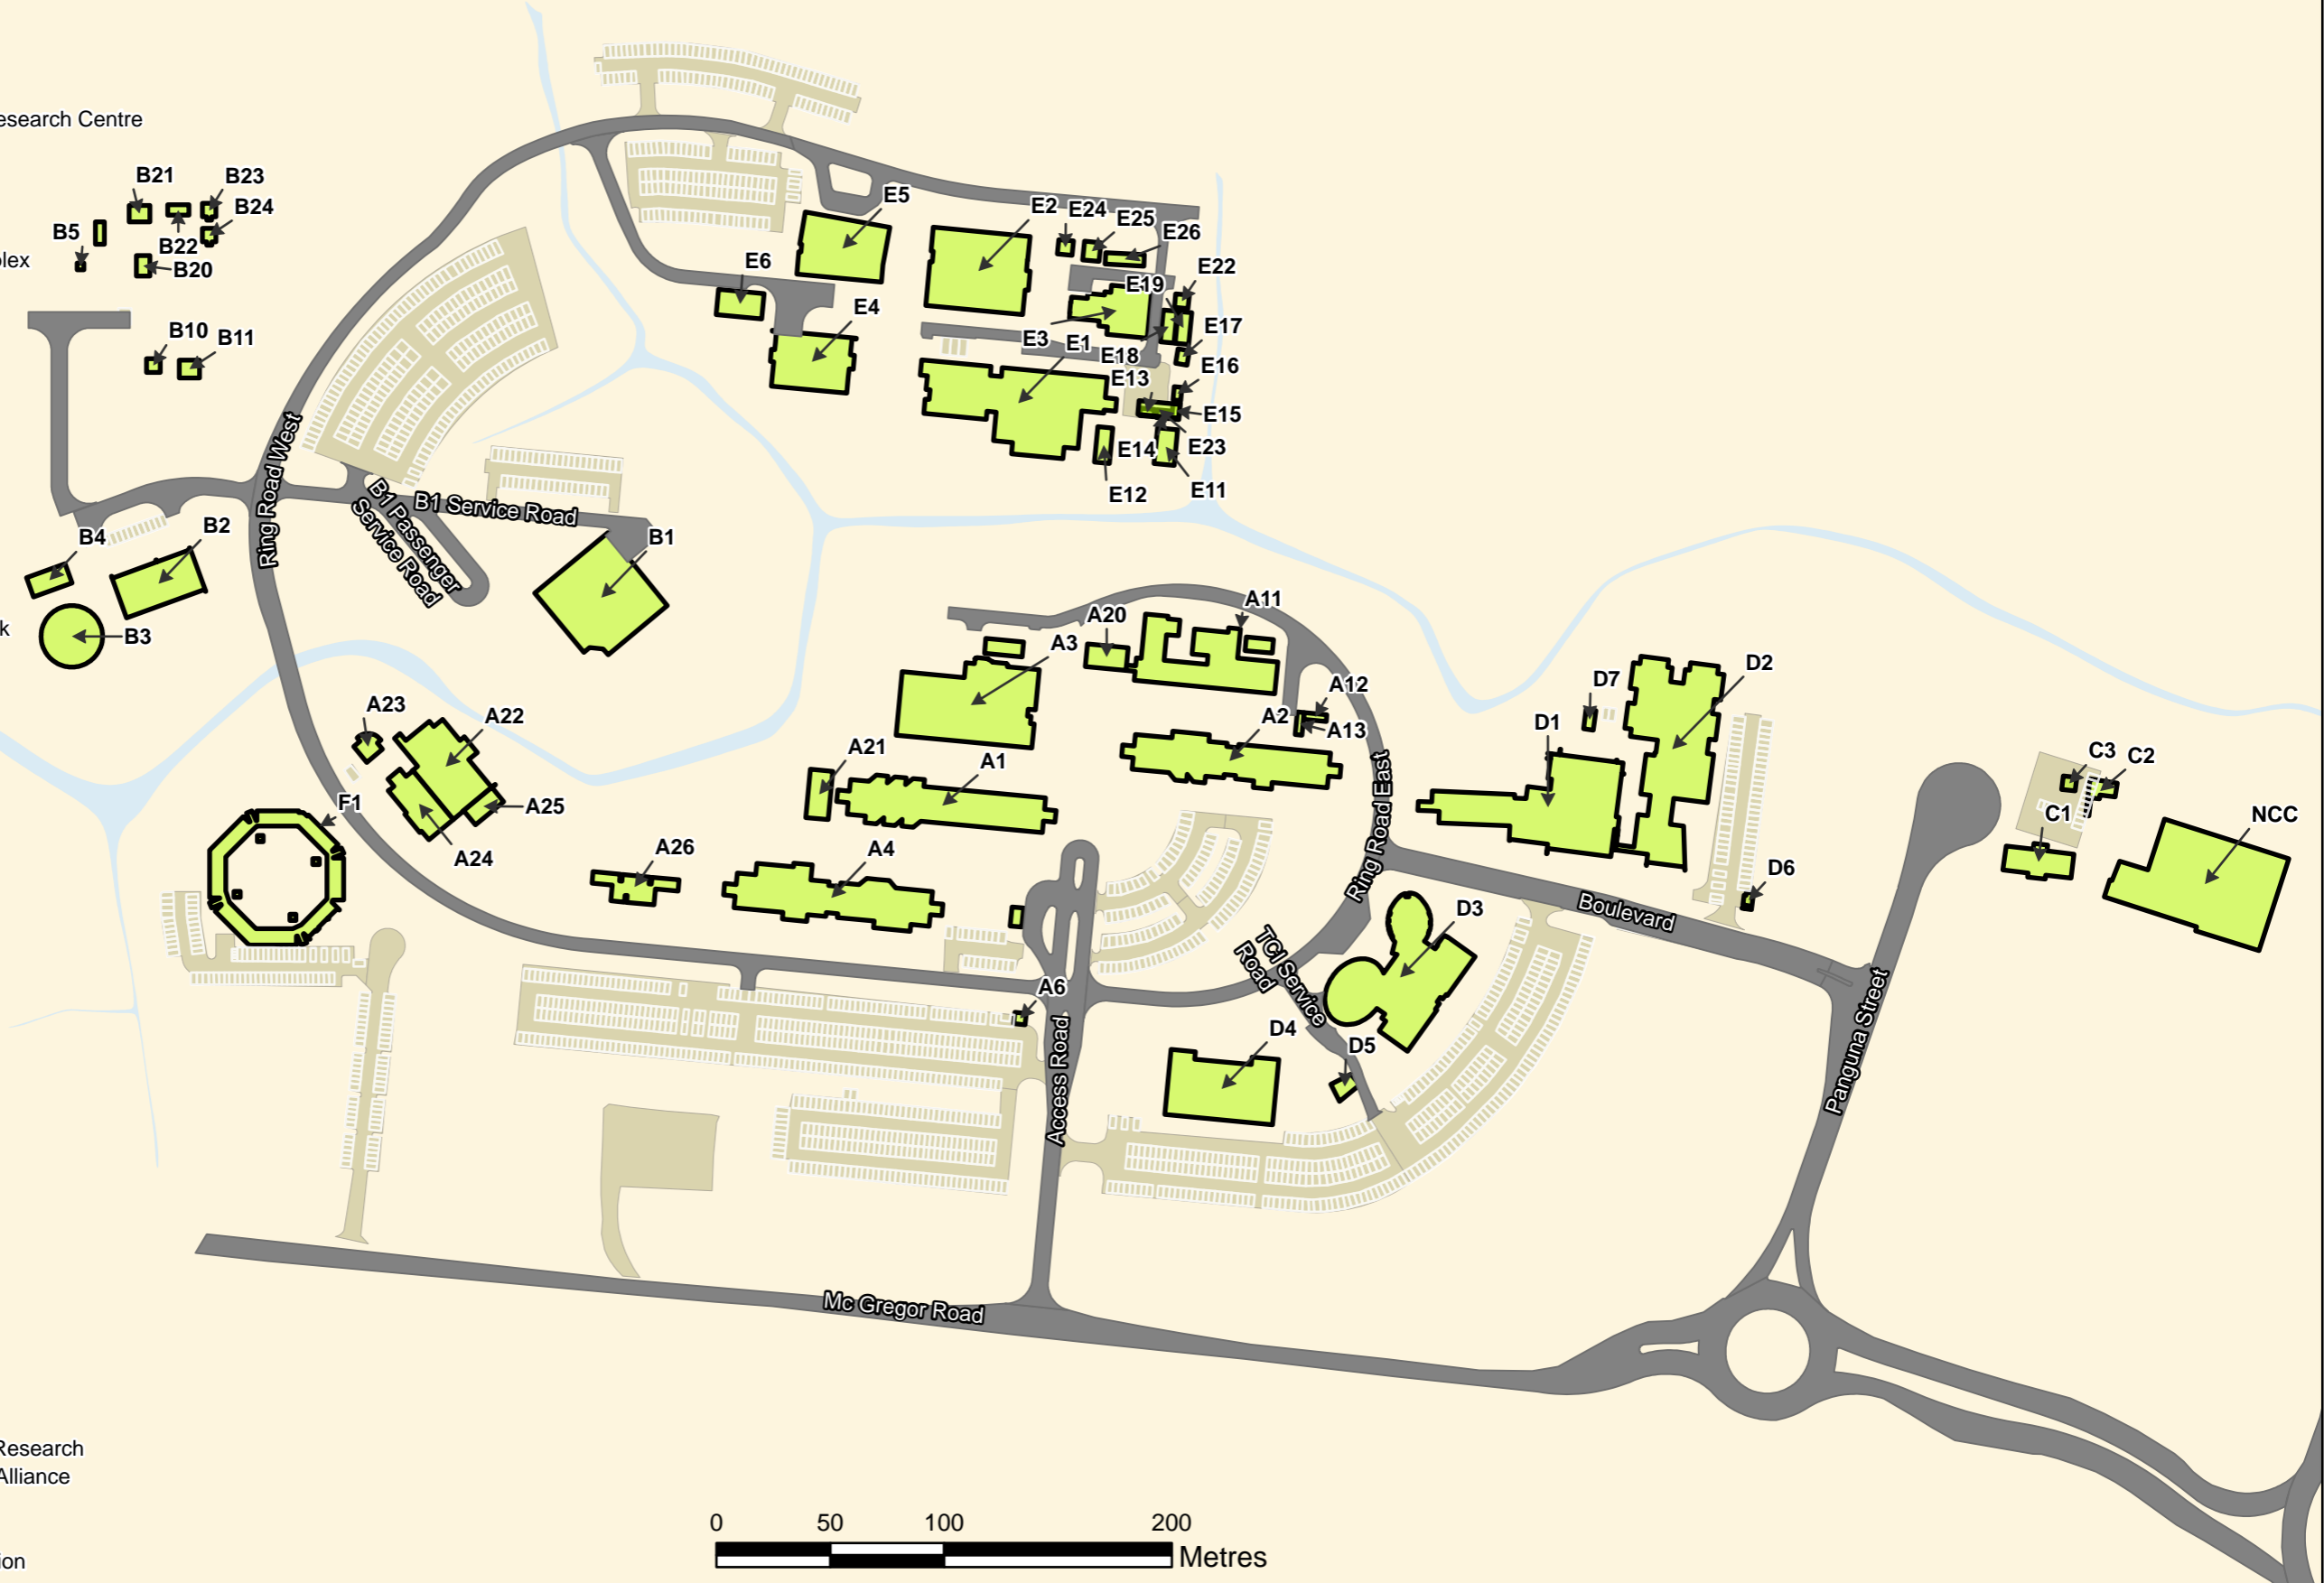 esearch Centre
B21
B23
B24
B5
B22
B20
lex
B10
B11
E5
E2
E24
E25
E26
E6
E22
E19
E4
E17
E3
E1
E18
E16
E13
E15
E14
E23
E12
E11
Ring Road West
B1 Service Road
B1 Passenger
Service Road
B4
B2
B1
B3
k
A11
A20
A3
A12
A2
A13
D7
D2
D1
A23
A22
A21
A1
C3
C2
C1
NCC
F1
A25
A24
A26
A4
Ring Road East
D6
Boulevard
D3
TCI Service
Road
A6
D4
D5
Access Road
Panguna Street
Mc Gregor Road
Research
Alliance
ion
0
50
100
200
Metres